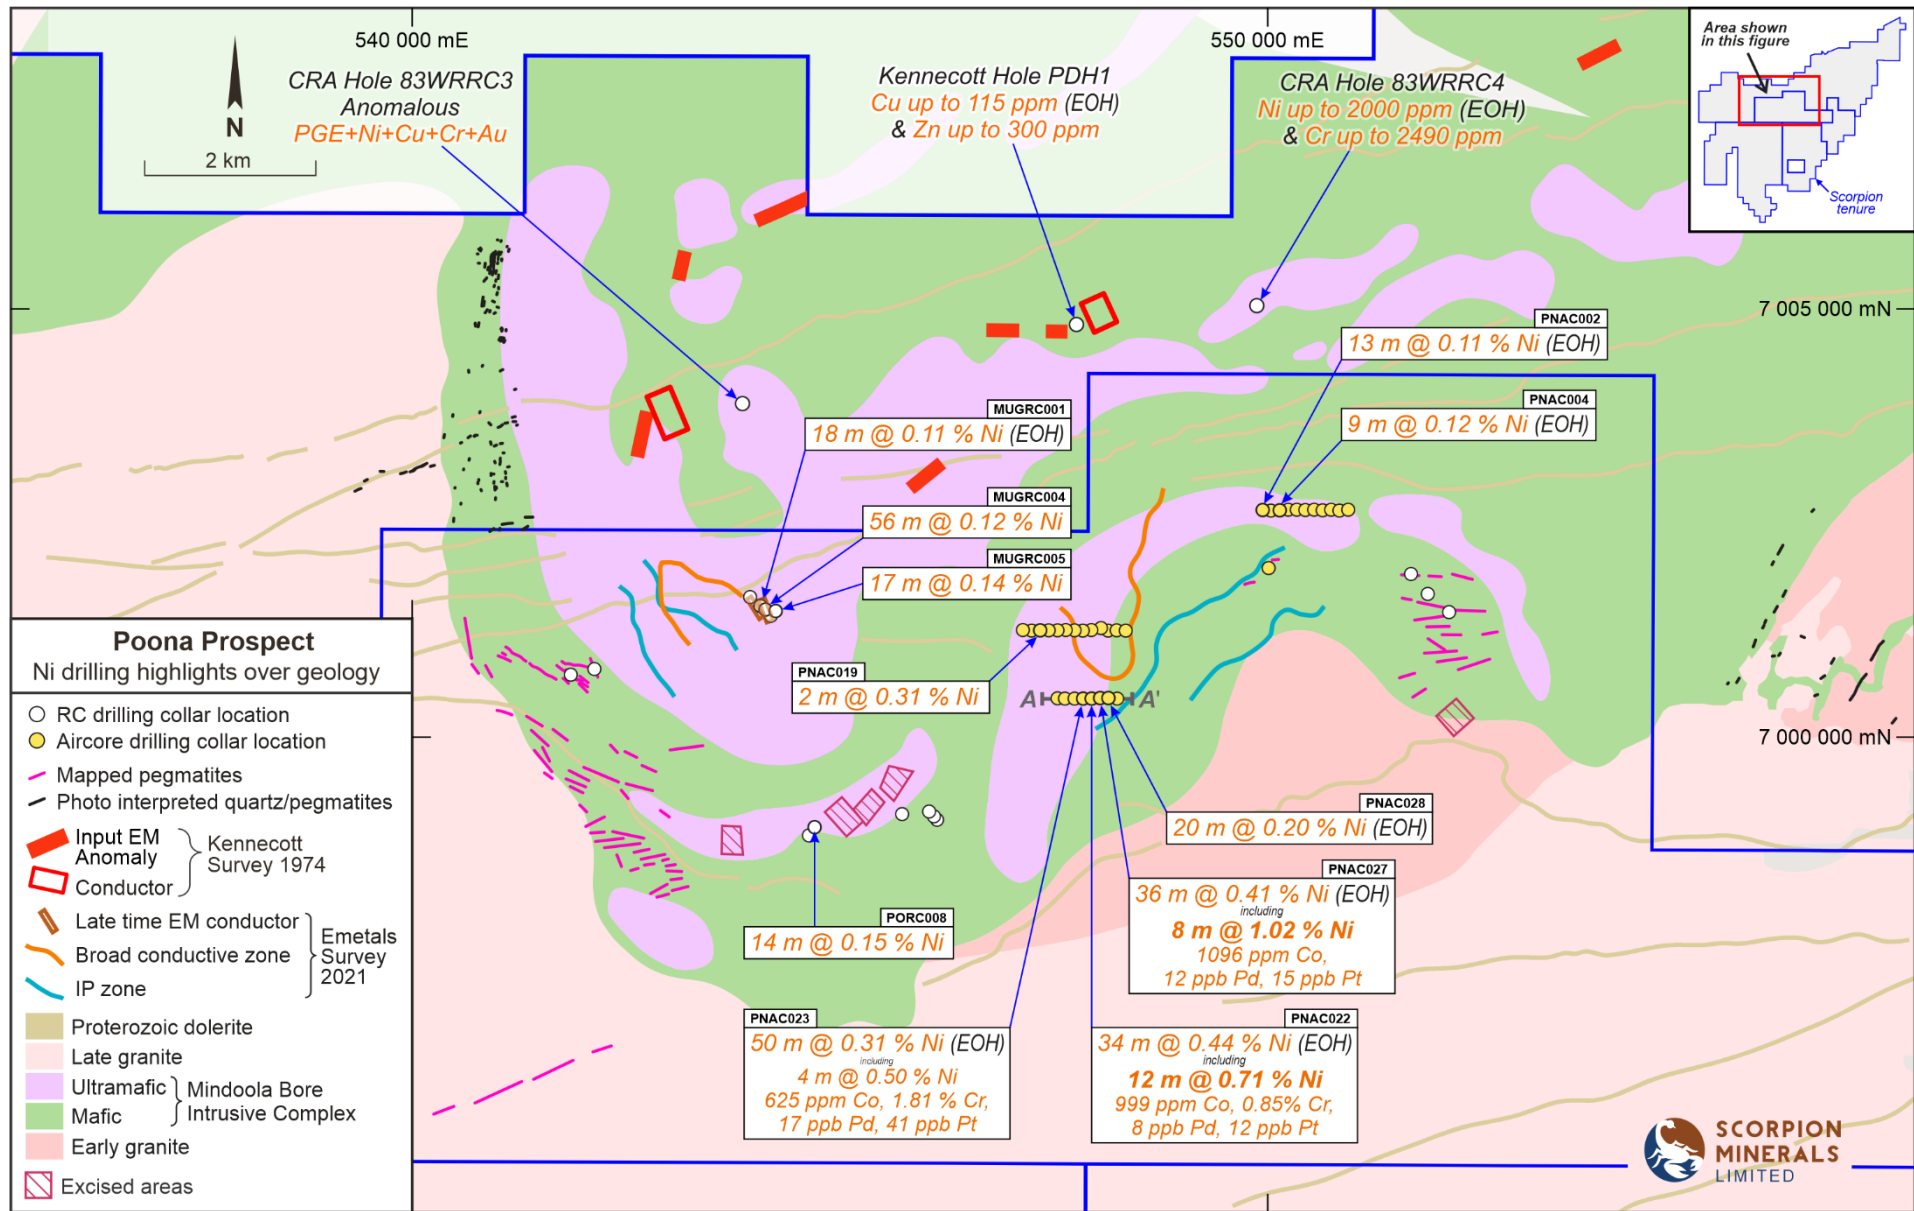 540 000 mE
550 000 mE
CRA Hole 83WRRC3
Anomalous
PGE+Ni+Cu+Cr+Au
Kennecott Hole PDH1
Cu up to 115 ppm (EOH)
& Zn up to 300 ppm
CRA Hole 83WRRC4
Ni up to 2000 ppm (EOH)
& Cr up to 2490 ppm
Area shown
in this figure
Scorpion
tenure
N
2 km
7 005 000 mN
PNAC002
13 m @ 0.11 % Ni (EOH)
PNAC004
9 m @ 0.12 % Ni (EOH)
MUGRC001
18 m @ 0.11 % Ni (EOH)
MUGRC004
56 m @ 0.12 % Ni
MUGRC005
17 m @ 0.14 % Ni
PNAC019
2 m @ 0.31 % Ni
A
A'
7 000 000 mN
PNAC028
20 m @ 0.20 % Ni (EOH)
PNAC027
36 m @ 0.41 % Ni (EOH)
including
8 m @ 1.02 % Ni
1096 ppm Co,
12 ppb Pd, 15 ppb Pt
PORC008
14 m @ 0.15 % Ni
PNAC023
50 m @ 0.31 % Ni (EOH)
including
4 m @ 0.50 % Ni
625 ppm Co, 1.81 % Cr,
17 ppb Pd, 41 ppb Pt
PNAC022
34 m @ 0.44 % Ni (EOH)
including
12 m @ 0.71 % Ni
999 ppm Co, 0.85% Cr,
8 ppb Pd, 12 ppb Pt
Poona Prospect
Ni drilling highlights over geology
RC drilling collar location
Aircore drilling collar location
Mapped pegmatites
Photo interpreted quartz/pegmatites
Input EM
Anomaly
Conductor
Kennecott
Survey 1974
Late time EM conductor
Broad conductive zone
IP zone
Emetals
Survey
2021
Proterozoic dolerite
Late granite
Ultramafic
Mafic
Mindoola Bore
Intrusive Complex
Early granite
Excised areas
SCORPION
MINERALS
LIMITED